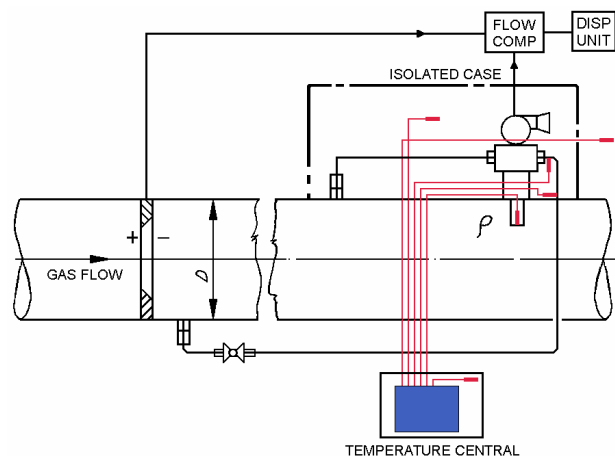 FLOW
COMP
DISP
UNIT
ISOLATED CASE
+
−
ρ
GAS FLOW
D
TEMPERATURE CENTRAL